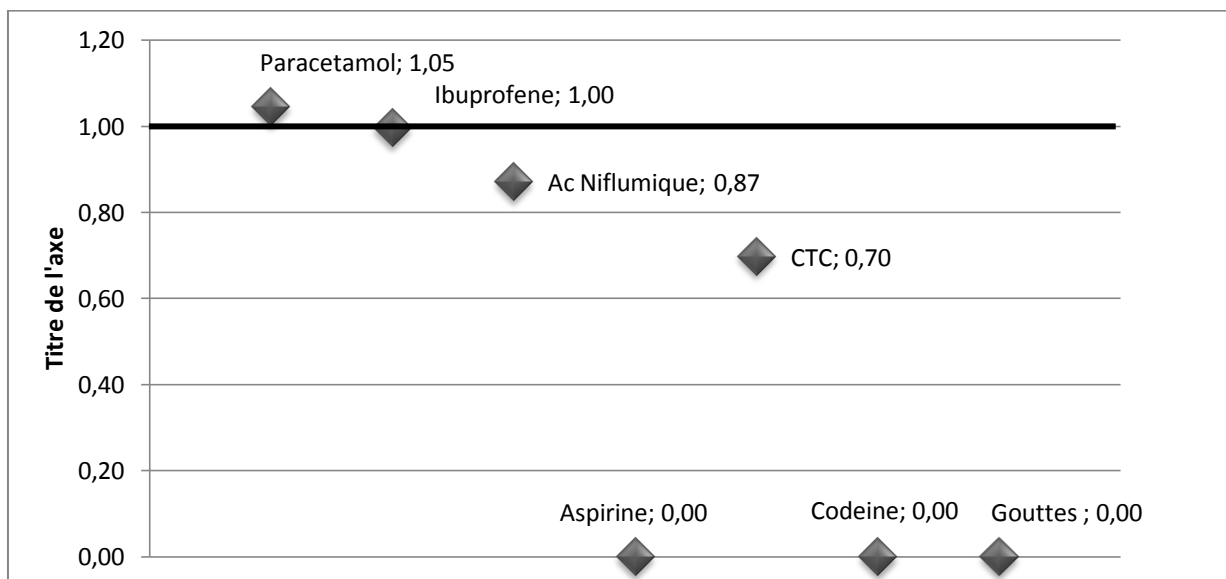 1,20
Paracetamol; 1,05
Ibuprofene; 1,00
1,00
Ac Niflumique; 0,87
0,80
CTC; 0,70
0,60
Titre de l'axe
0,40
0,20
Aspirine; 0,00
Codeine; 0,00
Gouttes ; 0,00
0,00